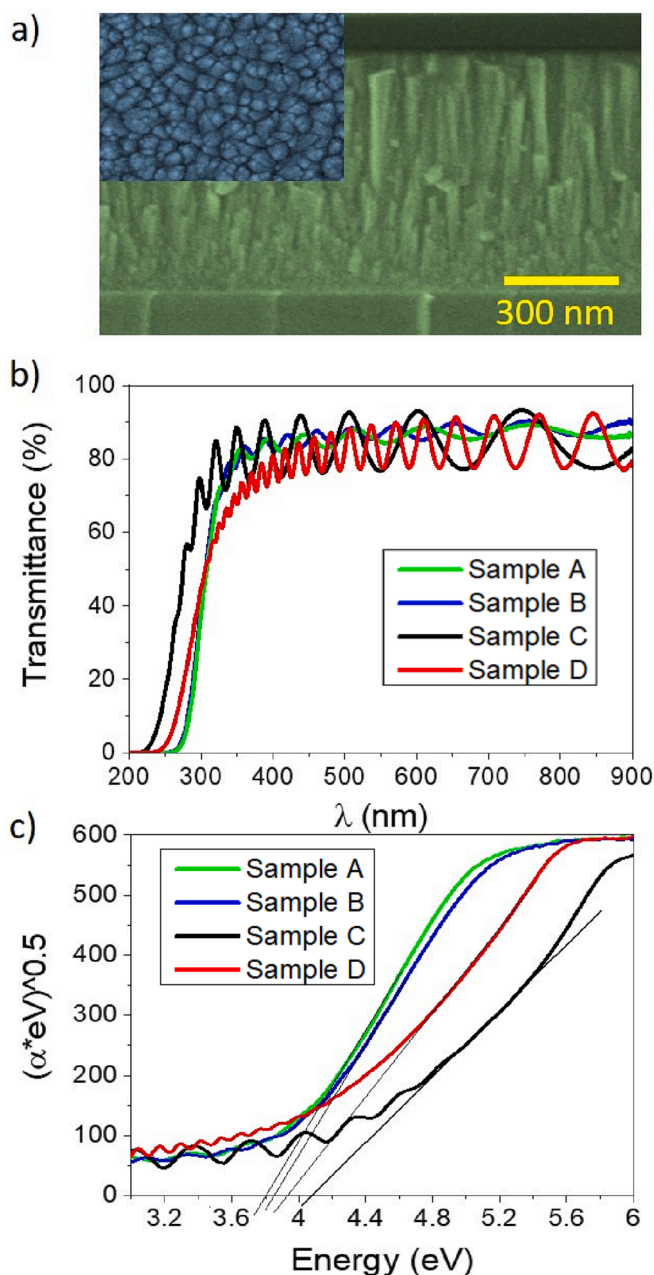 a)
300 nm
b)
Transmittance (%)
100
80
60
40
20
0
Sample A
Sample B
Sample C
Sample D
200 300 400 500 600 700 800 900
λ (nm)
c)
(α*eV)^0.5
600
500
400
300
200
100
0
Sample A
Sample B
Sample C
Sample D
3.2 3.6 4 4.4 4.8 5.2 5.6 6
Energy (eV)